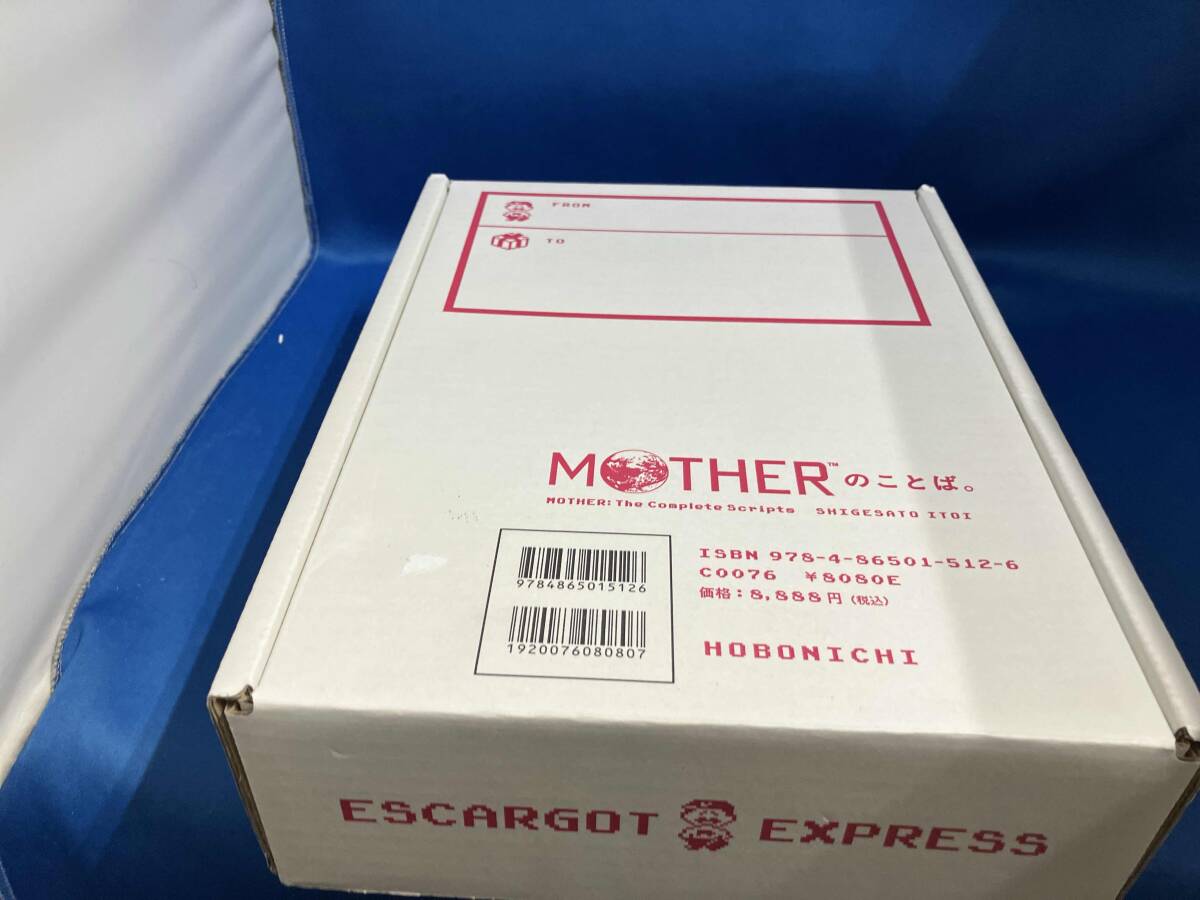 FROM
TO
MOTHER™のことば。
MOTHER: The Complete Scripts SHIGESATO ITOI
9784865015126
1920076080807
ISBN 978-4-86501-512-6
C0076 ¥8080E
価格：8,888円（税込）
HOBONICHI
ESCARGOT EXPRESS